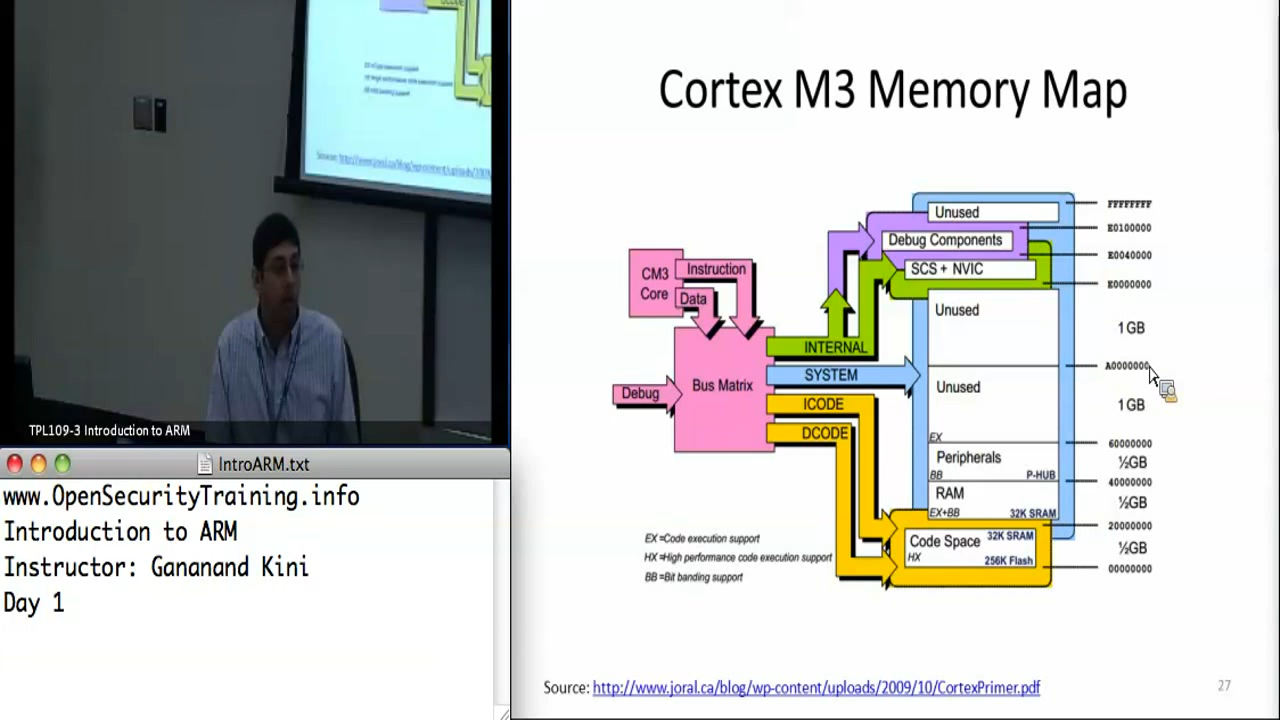 TPL109-3 Introduction to ARM
IntroARM.txt
www.OpenSecurityTraining.info
Introduction to ARM
Instructor: Gananand Kini
Day 1
Cortex M3 Memory Map
CM3
Core
Instruction
Data
Debug
Bus Matrix
INTERNAL
SYSTEM
ICODE
DCODE
Unused
Debug Components
SCS + NVIC
Unused
Unused
EX
Peripherals
BB
P-HUB
RAM
EX+BB
32K SRAM
Code Space
32K SRAM
HX
256K Flash
FFFFFFFF
E0100000
E0040000
E0000000
1GB
A0000000
1GB
60000000
½GB
40000000
½GB
20000000
½GB
00000000
EX =Code execution support
HX =High performance code execution support
BB =Bit banding support
Source: http://www.joral.ca/blog/wp-content/uploads/2009/10/CortexPrimer.pdf
27